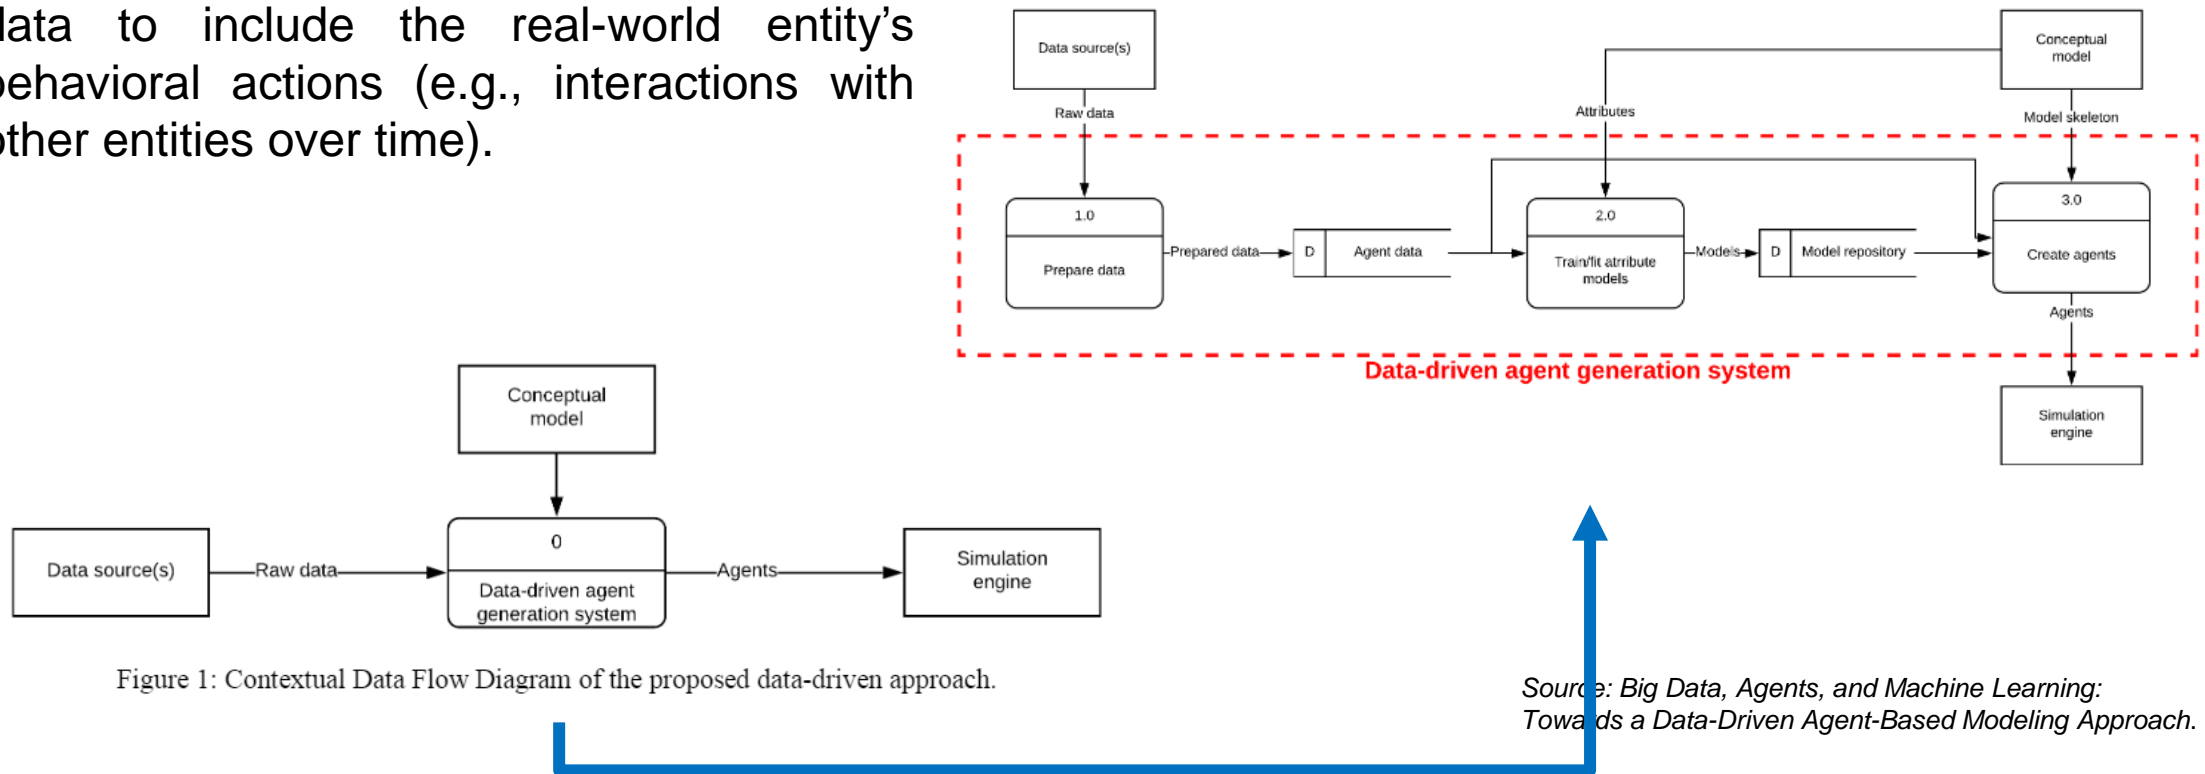 data to include the real-world entity’s
behavioral actions (e.g., interactions with
other entities over time).
Data source(s)
Raw data
Conceptual
model
Attributes
Model skeleton
1.0
Prepare data
Prepared data
D
Agent data
2.0
Train/fit atrribute
models
Models
D
Model repository
3.0
Create agents
Agents
Data-driven agent generation system
Simulation
engine
Conceptual
model
Data source(s)
Raw data
0
Data-driven agent
generation system
Agents
Simulation
engine
Figure 1: Contextual Data Flow Diagram of the proposed data-driven approach.
Source: Big Data, Agents, and Machine Learning:
Towards a Data-Driven Agent-Based Modeling Approach.